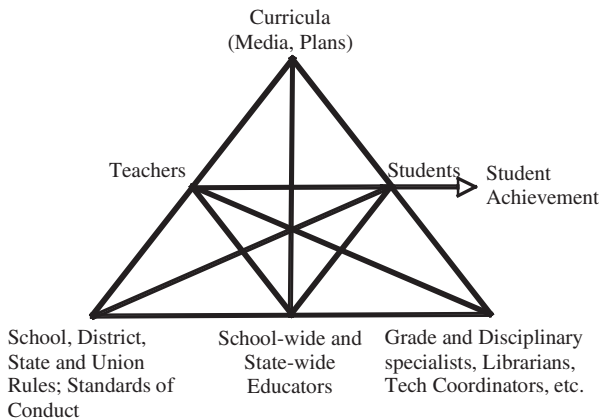 Curricula
(Media, Plans)
Teachers
Students
Student
Achievement
School, District,
State and Union
Rules; Standards of
Conduct
School-wide and
State-wide
Educators
Grade and Disciplinary
specialists, Librarians,
Tech Coordinators, etc.